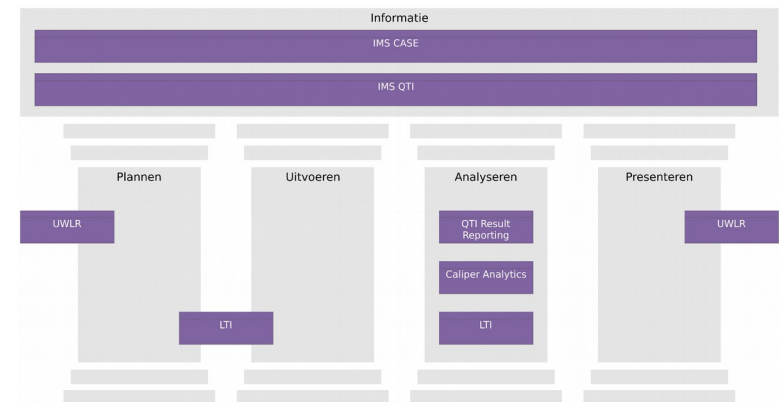 Informatie
IMS CASE
IMS QTI
Plannen
Uitvoeren
Analyseren
Presenteren
UWLR
QTI Result
Reporting
UWLR
Caliper Analytics
LTI
LTI